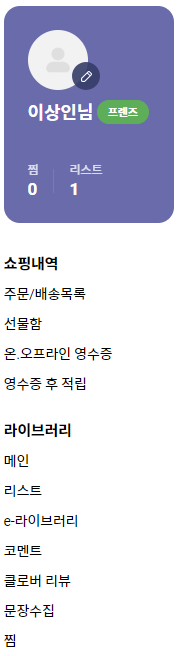 이상인님 프렌즈
찜 리스트
0 1
쇼핑내역
주문/배송목록
선물함
온.오프라인 영수증
영수증 후 적립
라이브러리
메인
리스트
e-라이브러리
코멘트
클로버 리뷰
문장수집
찜